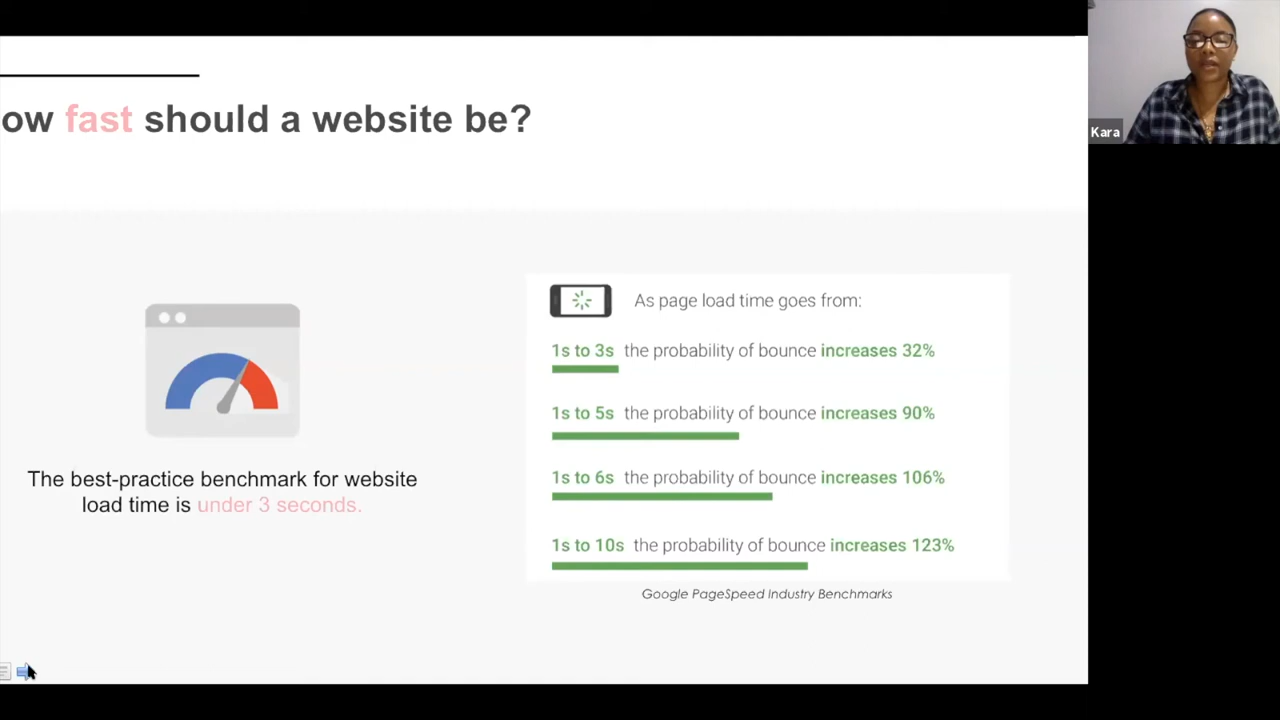 ow fast should a website be?
The best-practice benchmark for website
load time is under 3 seconds.
As page load time goes from:
1s to 3s the probability of bounce increases 32%
1s to 5s the probability of bounce increases 90%
1s to 6s the probability of bounce increases 106%
1s to 10s the probability of bounce increases 123%
Google PageSpeed Industry Benchmarks
Kara